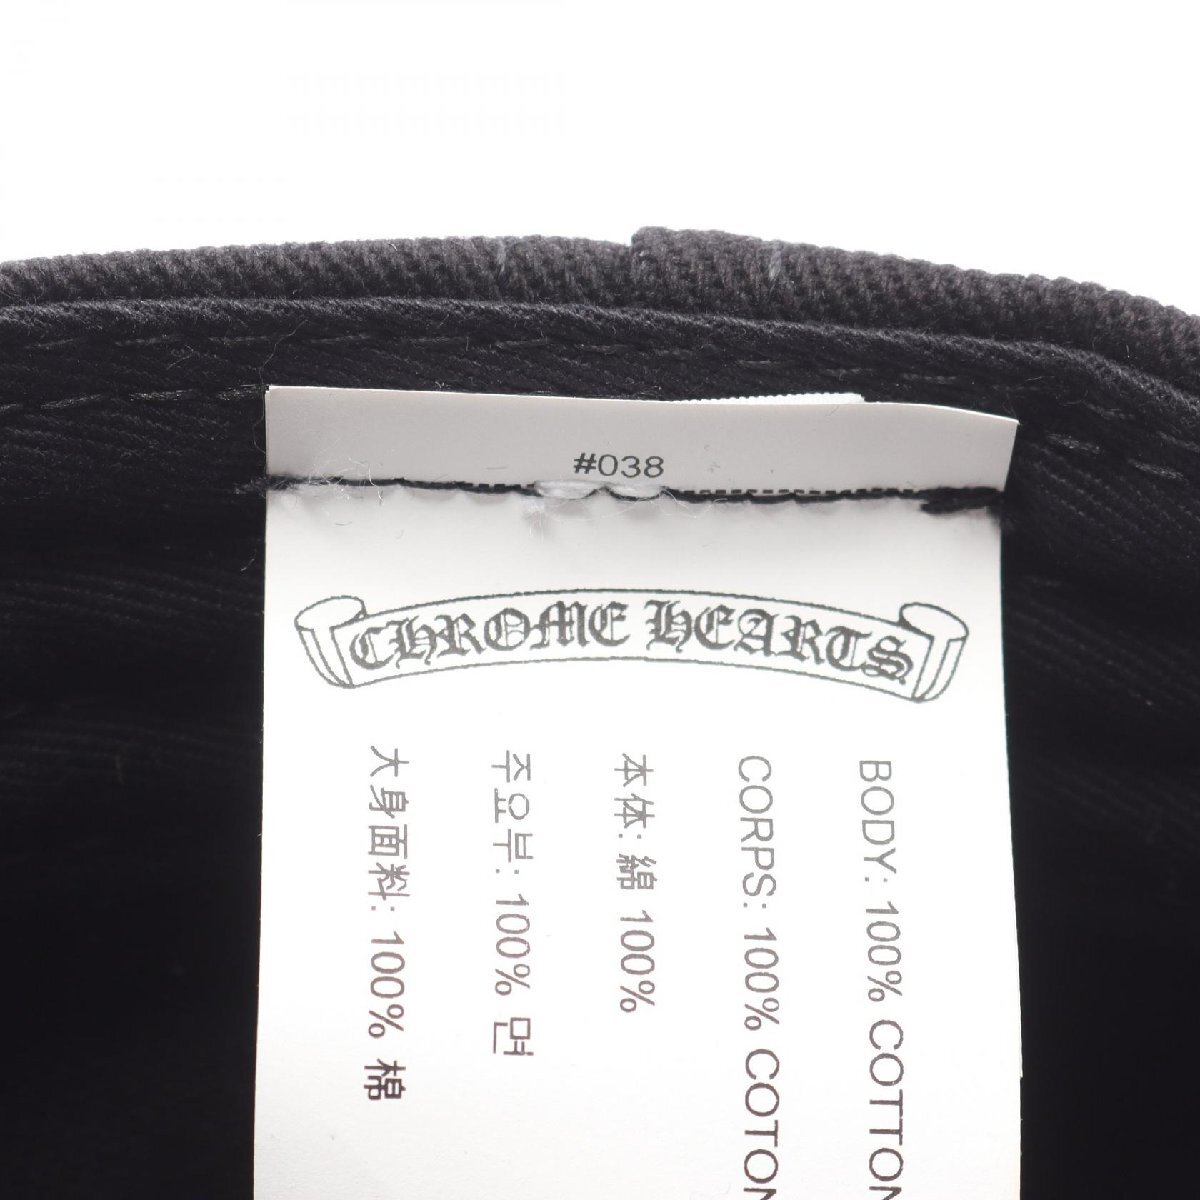 #038
CHROME HEARTS
BODY: 100% COTTON
CORPS: 100% COTON
本体: 綿 100%
주요부: 100% 면
大身面料: 100% 棉